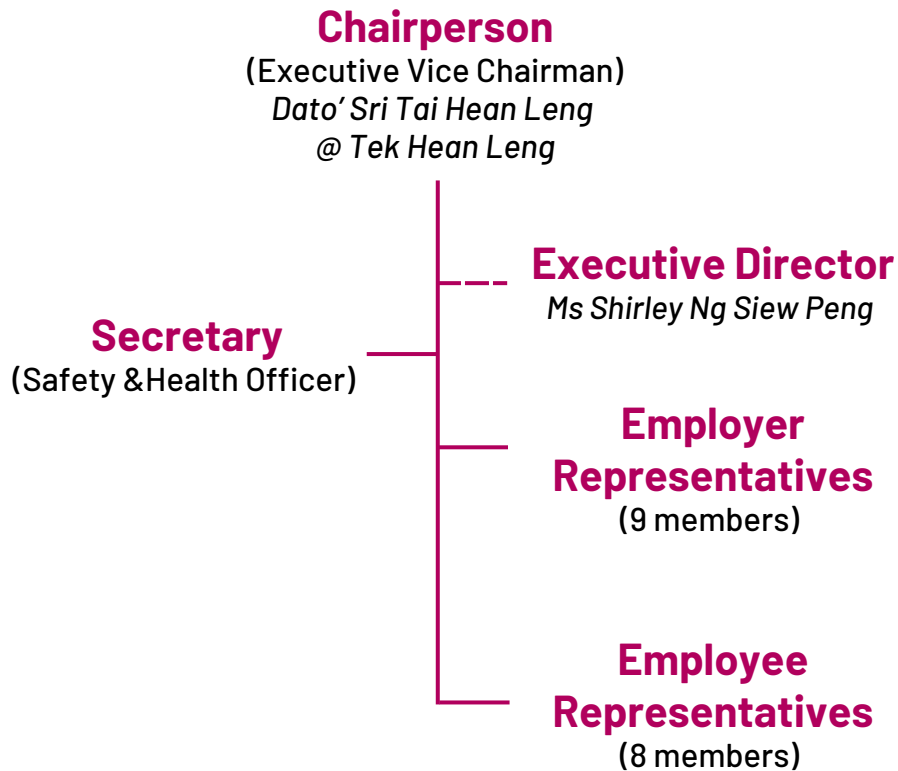 Chairperson
(Executive Vice Chairman)
Dato’ Sri Tai Hean Leng
@ Tek Hean Leng
Executive Director
Ms Shirley Ng Siew Peng
Secretary
(Safety &Health Officer)
Employer
Representatives
(9 members)
Employee
Representatives
(8 members)